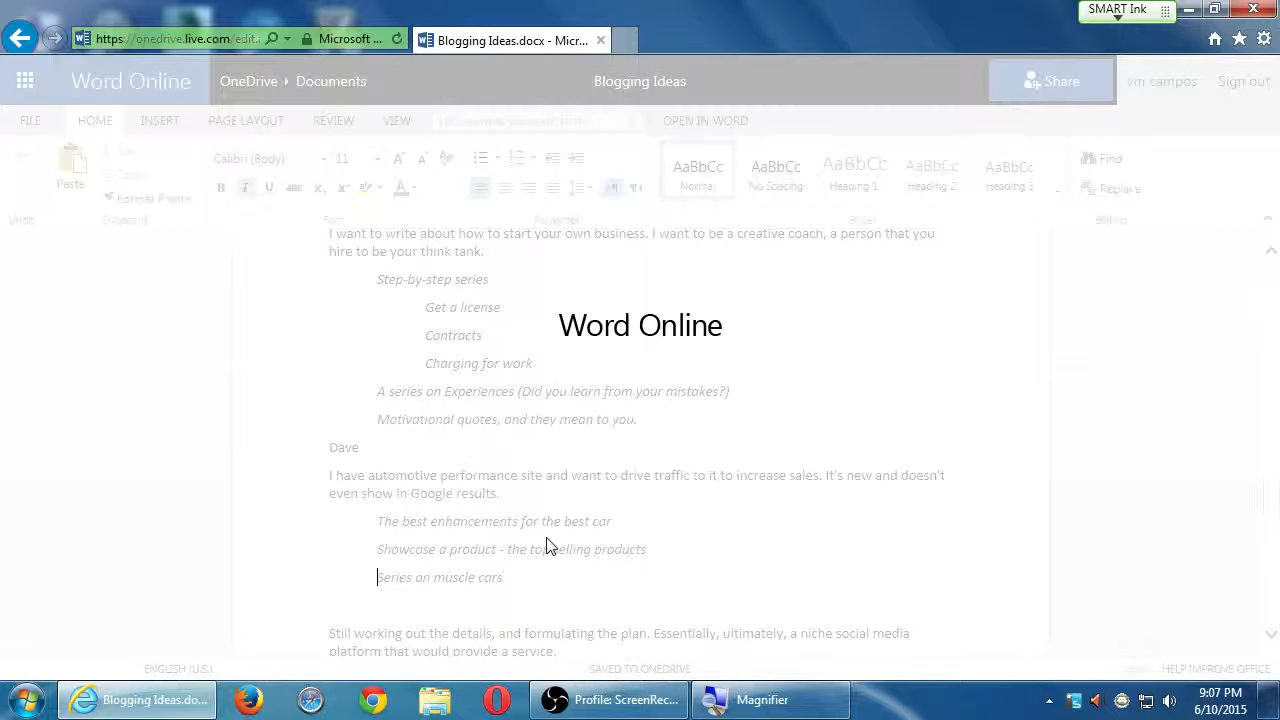 SMART Ink
https://onedrive.live.com/edit.
Microsoft ...
Blogging Ideas.docx - Micr...
Word Online
OneDrive
Documents
Blogging Ideas
Share
vm campos
Sign out
FILE
HOME
INSERT
PAGE LAYOUT
REVIEW
VIEW
OPEN IN WORD
Paste
Format Painter
Calibri (Body)
11
B I U abc
AaBbCc AaBbCc AaBbCc AaBbCc AaBbCc
Normal No Spacing Heading 1 Heading 2 Heading 3
Find
Replace
Undo
Clipboard
Font
Paragraph
Styles
Editing
I want to write about how to start your own business. I want to be a creative coach, a person that you
hire to be your think tank.
Step-by-step series
Get a license
Contracts
Charging for work
Word Online
A series on Experiences (Did you learn from your mistakes?)
Motivational quotes, and they mean to you.
Dave
I have automotive performance site and want to drive traffic to it to increase sales. It's new and doesn't
even show in Google results.
The best enhancements for the best car
Showcase a product - the top selling products
Series on muscle cars
Still working out the details, and formulating the plan. Essentially, ultimately, a niche social media
platform that would provide a service.
ENGLISH (U.S.)
SAVED TO ONEDRIVE
HELP IMPROVE OFFICE
Blogging Ideas.do...
Profile: ScreenRec...
Magnifier
9:07 PM
6/10/2015